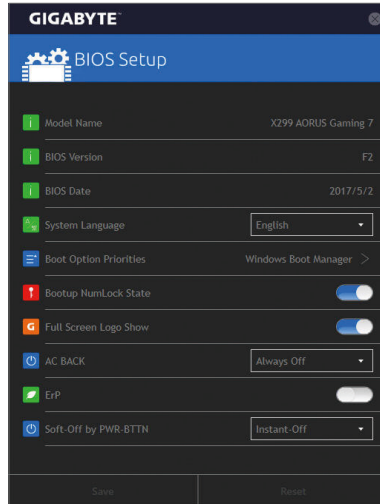 GIGABYTE™
BIOS Setup
Model Name X299 AORUS Gaming 7
BIOS Version F2
BIOS Date 2017/5/2
System Language English
Boot Option Priorities Windows Boot Manager >
Bootup NumLock State
G Full Screen Logo Show
AC BACK Always Off
ErP
Soft-Off by PWR-BTTN Instant-Off
Save Reset